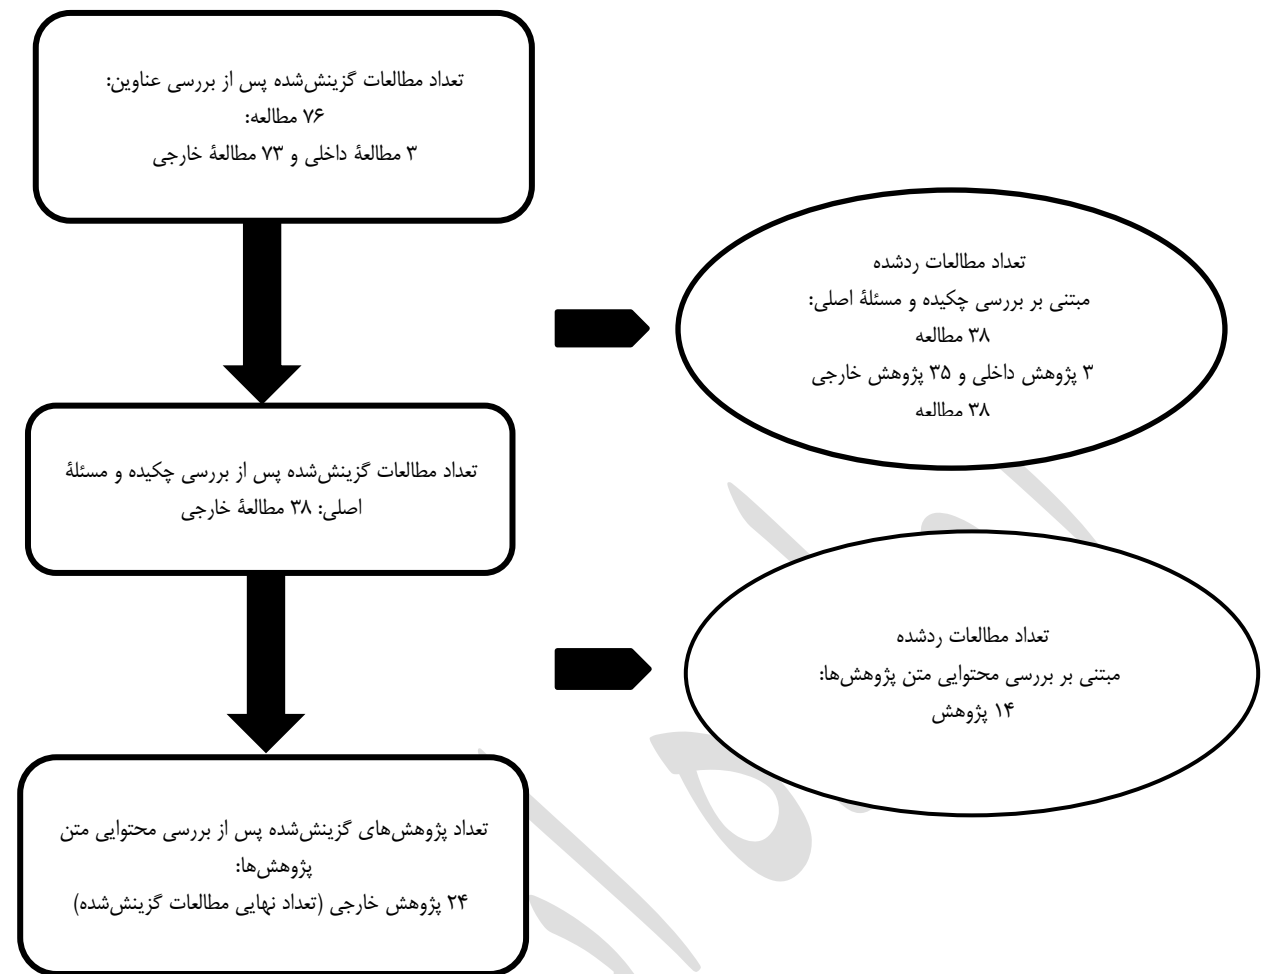 تعداد مطالعات گزینش‌شده پس از بررسی عناوین:
۷۶ مطالعه:
۳ مطالعهٔ داخلی و ۷۳ مطالعهٔ خارجی
تعداد مطالعات ردشده
مبتنی بر بررسی چکیده و مسئلهٔ اصلی:
۳۸ مطالعه
۳ پژوهش داخلی و ۳۵ پژوهش خارجی
۳۸ مطالعه
تعداد مطالعات گزینش‌شده پس از بررسی چکیده و مسئلهٔ
اصلی: ۳۸ مطالعهٔ خارجی
تعداد مطالعات ردشده
مبتنی بر بررسی محتوایی متن پژوهش‌ها:
۱۴ پژوهش
تعداد پژوهش‌های گزینش‌شده پس از بررسی محتوایی متن
پژوهش‌ها:
۲۴ پژوهش خارجی (تعداد نهایی مطالعات گزینش‌شده)